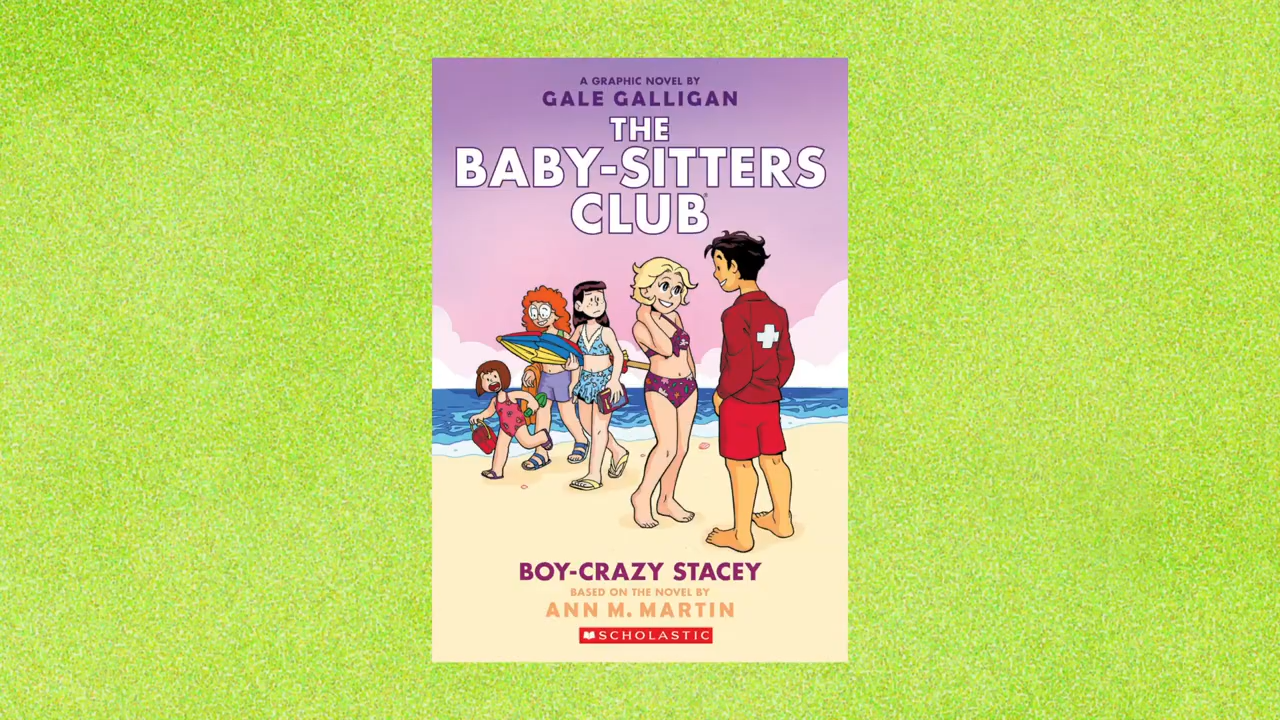 A GRAPHIC NOVEL BY
GALE GALLIGAN
THE
BABY-SITTERS
CLUB®
BOY-CRAZY STACEY
BASED ON THE NOVEL BY
ANN M. MARTIN
SCHOLASTIC